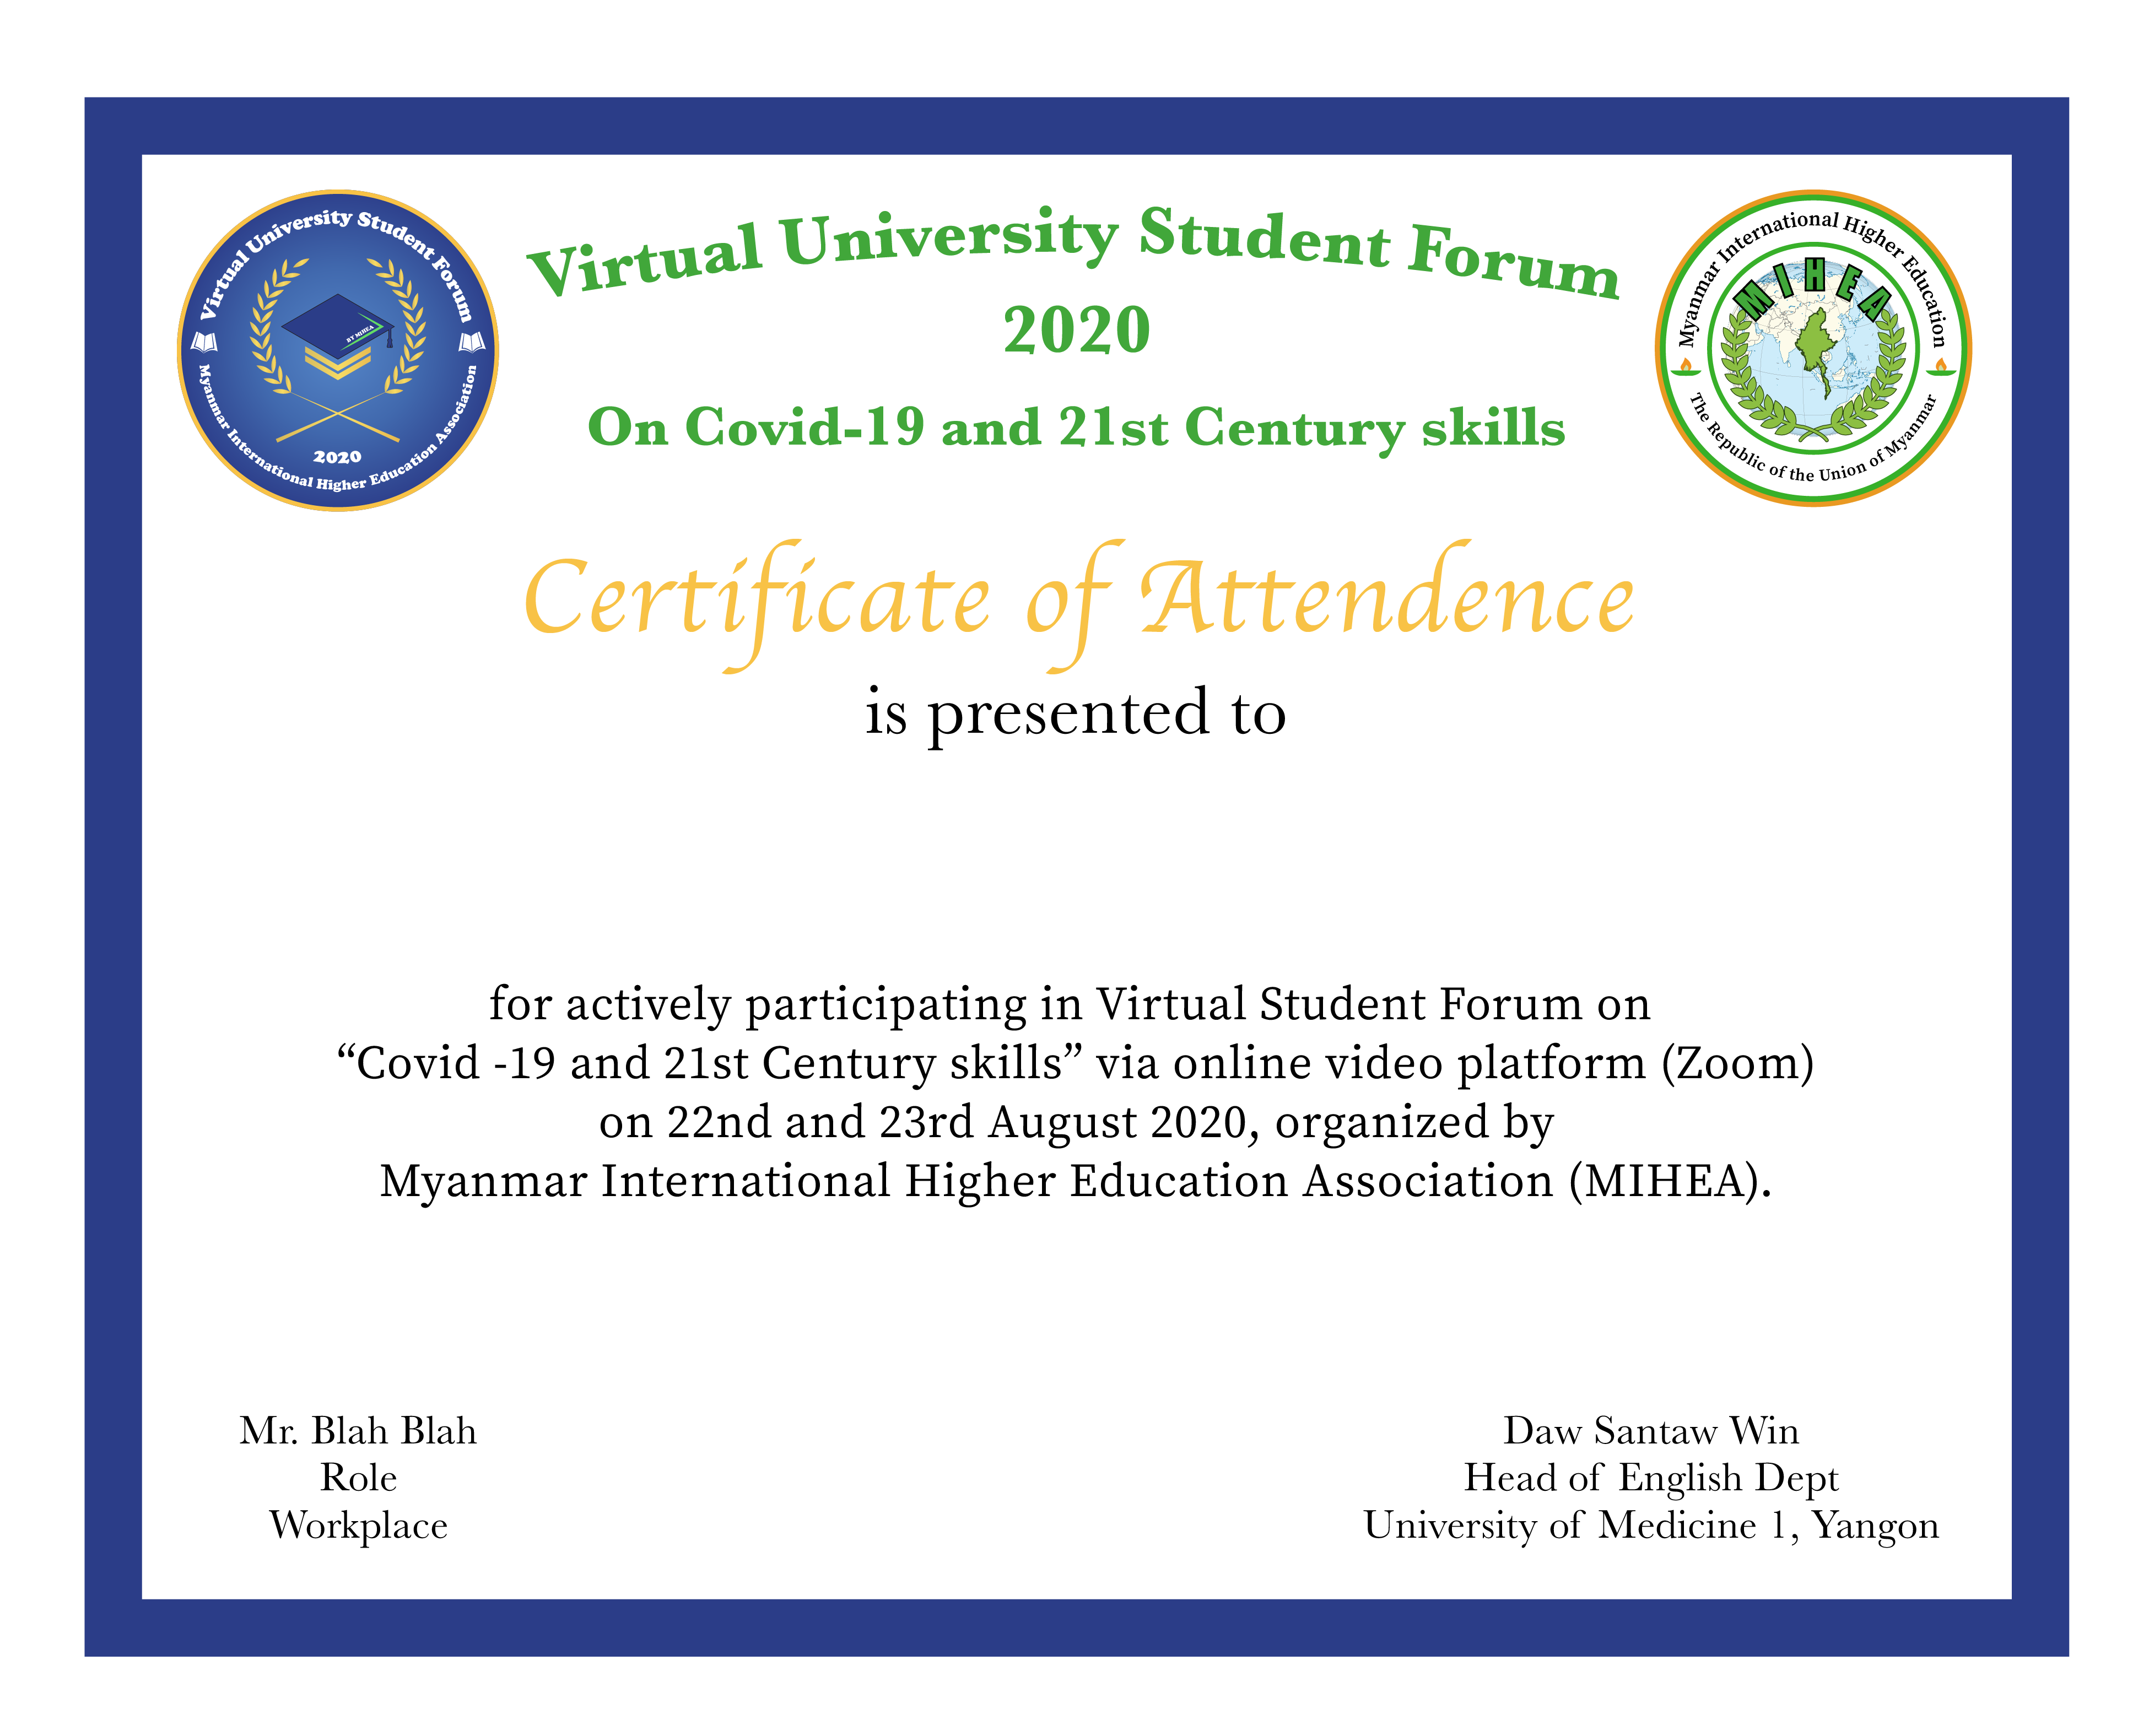 Virtual University Student Forum
Myanmar International Higher Education Association
2020
BY MIHEA
Virtual University Student Forum
2020
On Covid-19 and 21st Century skills
Myanmar International Higher Education
MIHEA
The Republic of the Union of Myanmar
Certificate of Attendence
is presented to
for actively participating in Virtual Student Forum on
“Covid -19 and 21st Century skills” via online video platform (Zoom)
on 22nd and 23rd August 2020, organized by
Myanmar International Higher Education Association (MIHEA).
Mr. Blah Blah
Role
Workplace
Daw Santaw Win
Head of English Dept
University of Medicine 1, Yangon